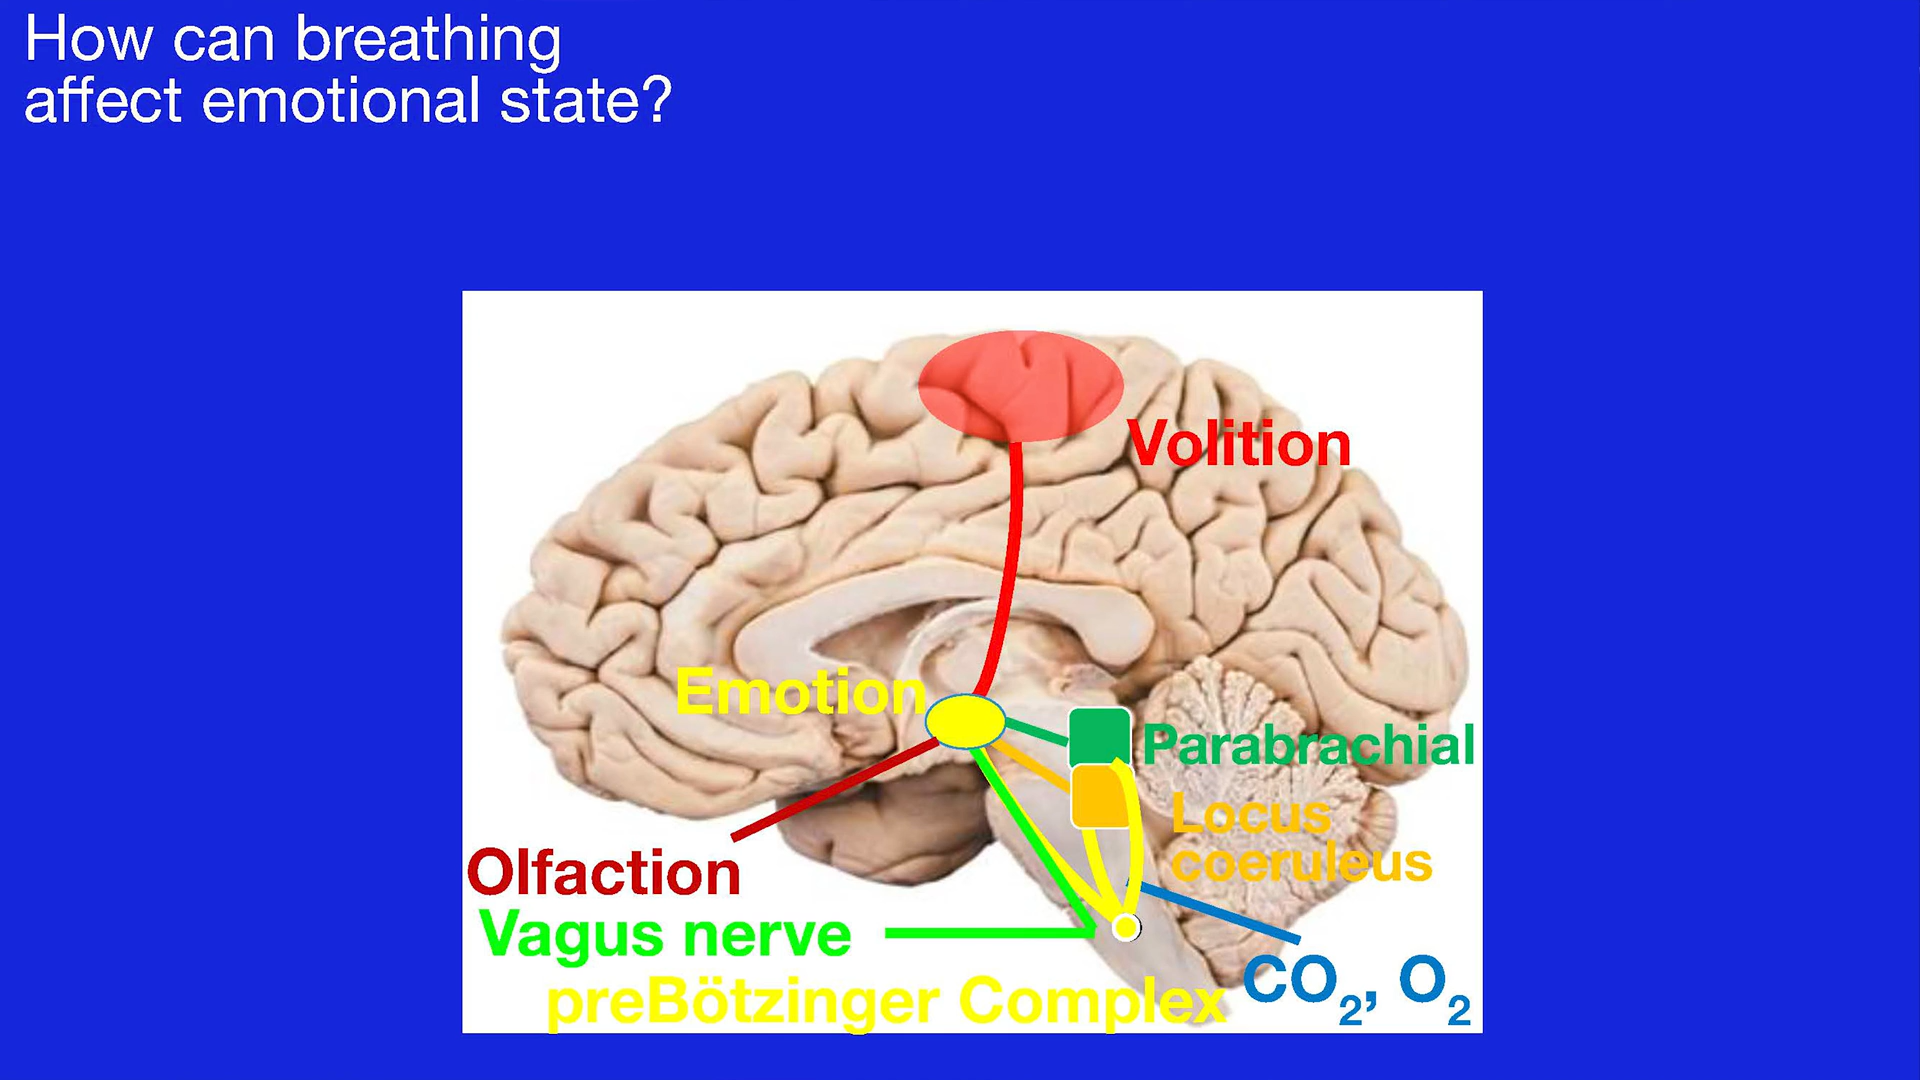 How can breathing
affect emotional state?
Volition
Emotion
Parabrachial
Locus
coeruleus
Olfaction
Vagus nerve
preBötzinger Complex
CO₂, O₂